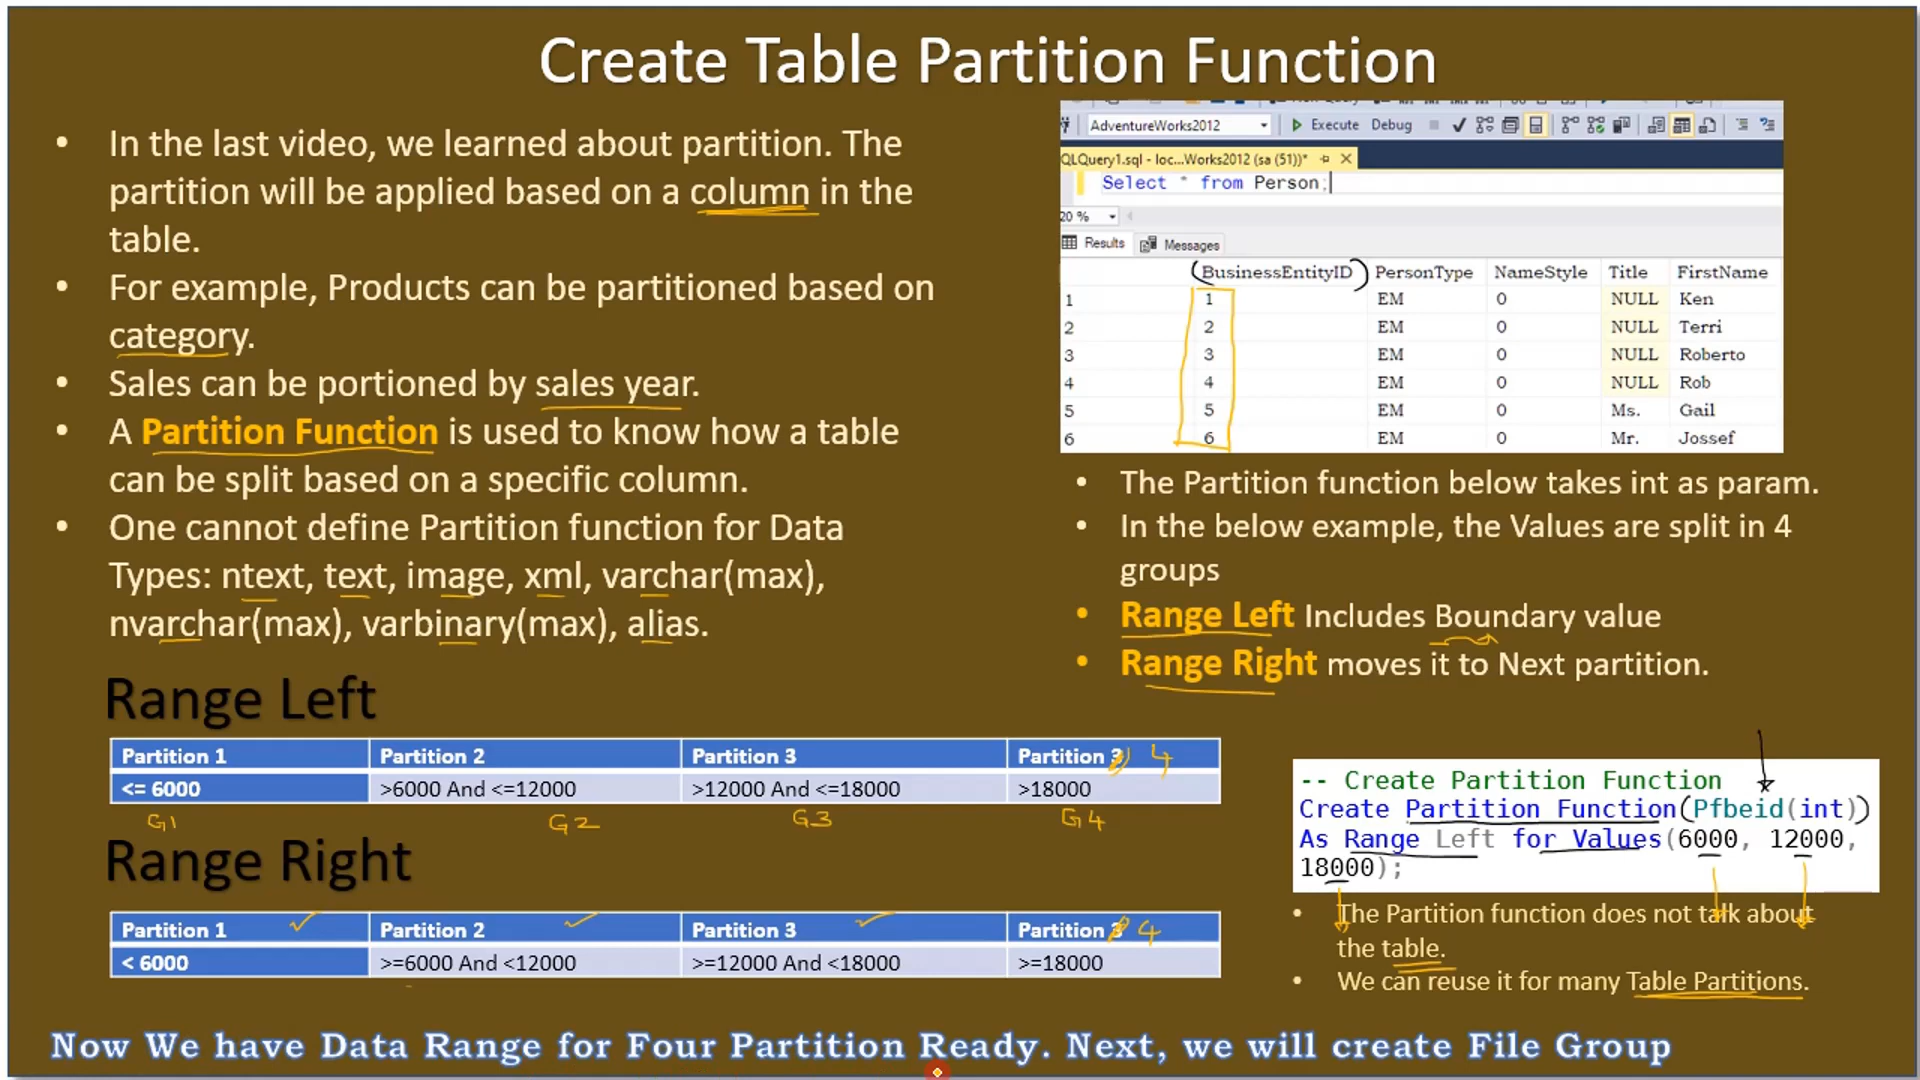 Create Table Partition Function
• In the last video, we learned about partition. The
partition will be applied based on a column in the
table.
• For example, Products can be partitioned based on
category.
• Sales can be portioned by sales year.
• A Partition Function is used to know how a table
can be split based on a specific column.
• One cannot define Partition function for Data
Types: ntext, text, image, xml, varchar(max),
nvarchar(max), varbinary(max), alias.
AdventureWorks2012 Execute Debug
QLQuery1.sql - loc...Works2012 (sa (51))*
Select * from Person;
20 %
Results Messages
BusinessEntityID PersonType NameStyle Title FirstName
1 1 EM 0 NULL Ken
2 2 EM 0 NULL Terri
3 3 EM 0 NULL Roberto
4 4 EM 0 NULL Rob
5 5 EM 0 Ms. Gail
6 6 EM 0 Mr. Jossef
• The Partition function below takes int as param.
• In the below example, the Values are split in 4
groups
• Range Left Includes Boundary value
• Range Right moves it to Next partition.
Range Left
Partition 1 Partition 2 Partition 3 Partition 4
<= 6000 >6000 And <=12000 >12000 And <=18000 >18000
G1 G2 G3 G4
Range Right
Partition 1 Partition 2 Partition 3 Partition 4
< 6000 >=6000 And <12000 >=12000 And <18000 >=18000
-- Create Partition Function
Create Partition Function(Pfbeid(int))
As Range Left for Values(6000, 12000,
18000);
• The Partition function does not talk about
the table.
• We can reuse it for many Table Partitions.
Now We have Data Range for Four Partition Ready. Next, we will create File Group